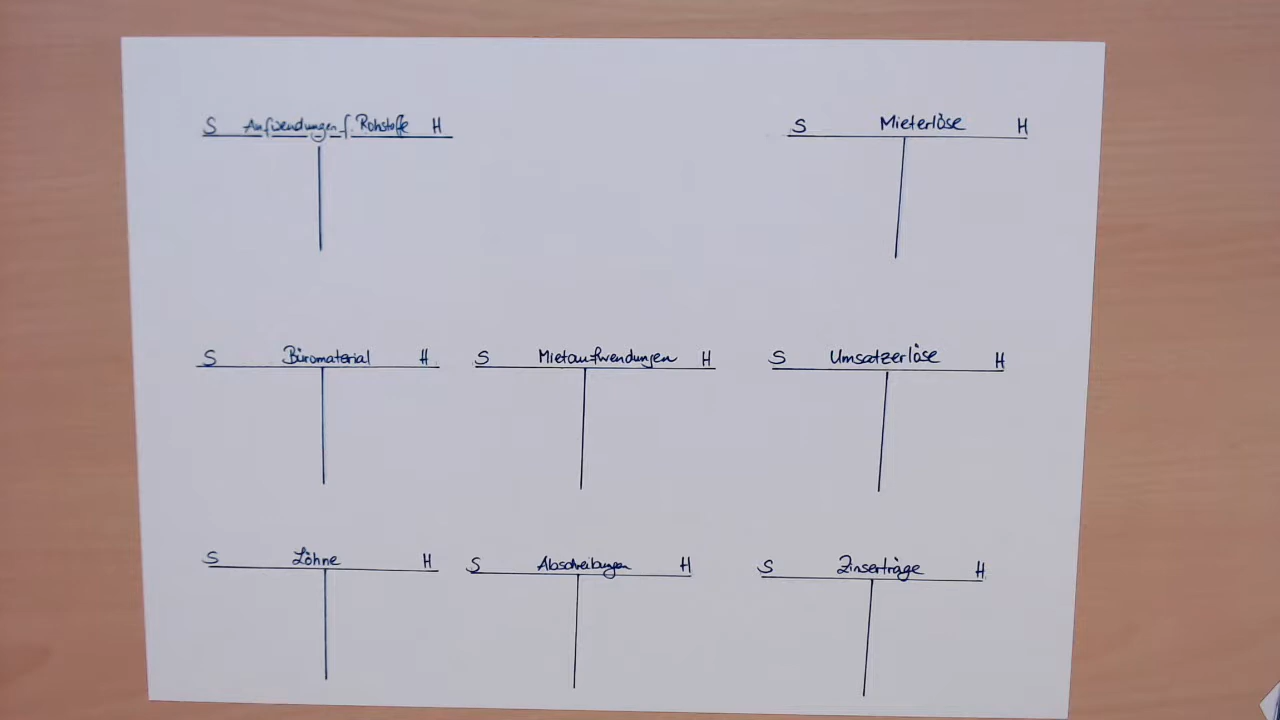 S Aufwendungen f. Rohstoffe H
S Mieterlöse H
S Büromaterial H
S Mietaufwendungen H
S Umsatzerlöse H
S Löhne H
S Abschreibungen H
S Zinserträge H